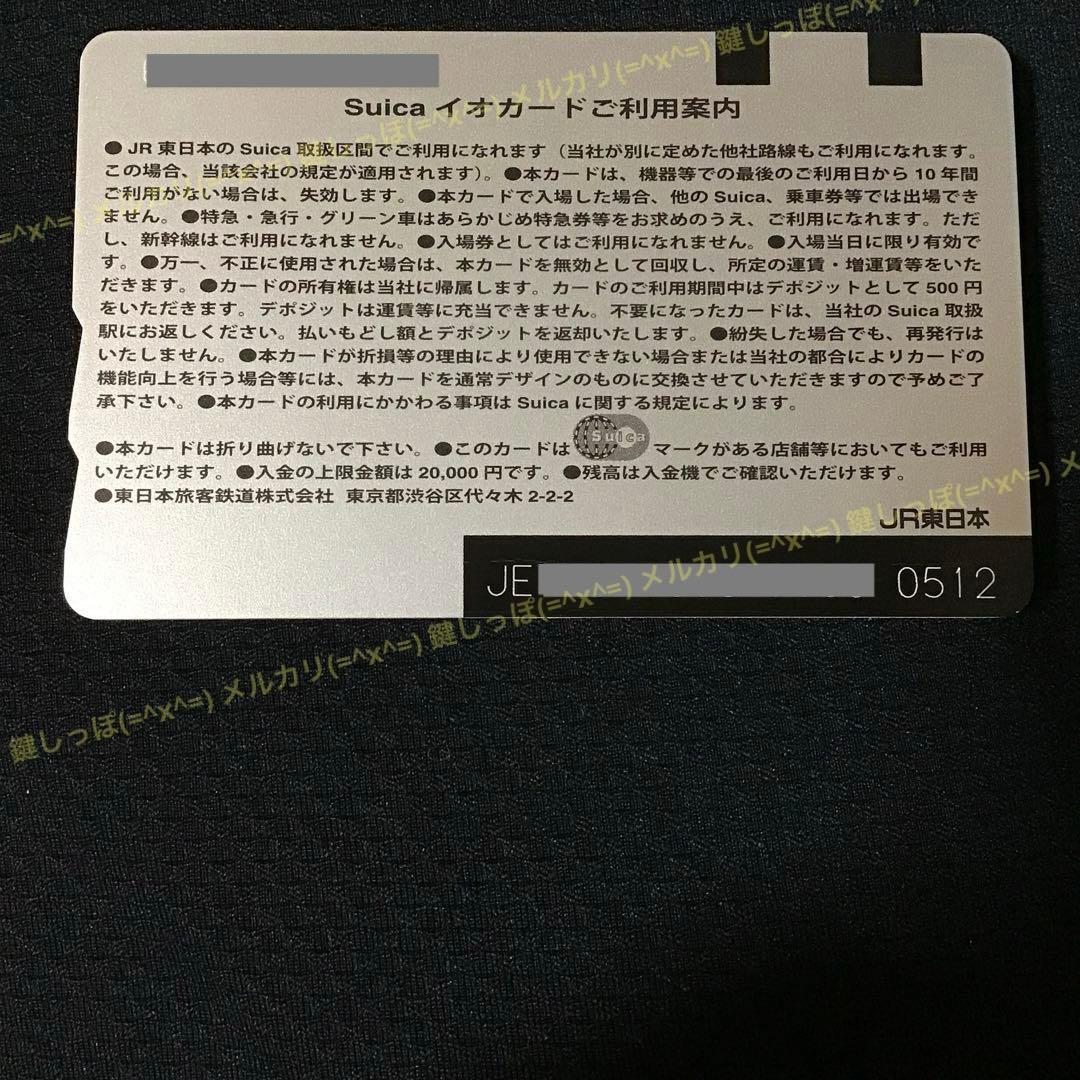 Suica イオカードご利用案内
●JR東日本の Suica 取扱区間でご利用になれます（当社が別に定めた他社路線もご利用になれます。
この場合、当該会社の規定が適用されます）。●本カードは、機器等での最後のご利用日から 10 年間
ご利用がない場合は、失効します。●本カードで入場した場合、他の Suica、乗車券等では出場でき
ません。●特急・急行・グリーン車はあらかじめ特急券等をお求めのうえ、ご利用になれます。ただ
し、新幹線はご利用になれません。●入場券としてはご利用になれません。●入場当日に限り有効で
す。●万一、不正に使用された場合は、本カードを無効として回収し、所定の運賃・増運賃等をいた
だきます。●カードの所有権は当社に帰属します。カードのご利用期間中はデポジットとして 500 円
をいただきます。デポジットは運賃等に充当できません。不要になったカードは、当社の Suica 取扱
駅にお返しください。払いもどし額とデポジットを返却いたします。●紛失した場合でも、再発行は
いたしません。●本カードが折損等の理由により使用できない場合または当社の都合によりカードの
機能向上を行う場合等には、本カードを通常デザインのものに交換させていただきますので予めご了
承下さい。●本カードの利用にかかわる事項は Suica に関する規定によります。
●本カードは折り曲げないで下さい。●このカードは Suica マークがある店舗等においてもご利用
いただけます。●入金の上限金額は 20,000 円です。●残高は入金機でご確認いただけます。
●東日本旅客鉄道株式会社 東京都渋谷区代々木 2-2-2
JR東日本
JE 0512
鍵しっぽ(=^x^=) メルカリ(=^x^=) 鍵しっぽ(=^x^=) メルカリ(=^x^=) 鍵しっぽ(=^x^=) メ